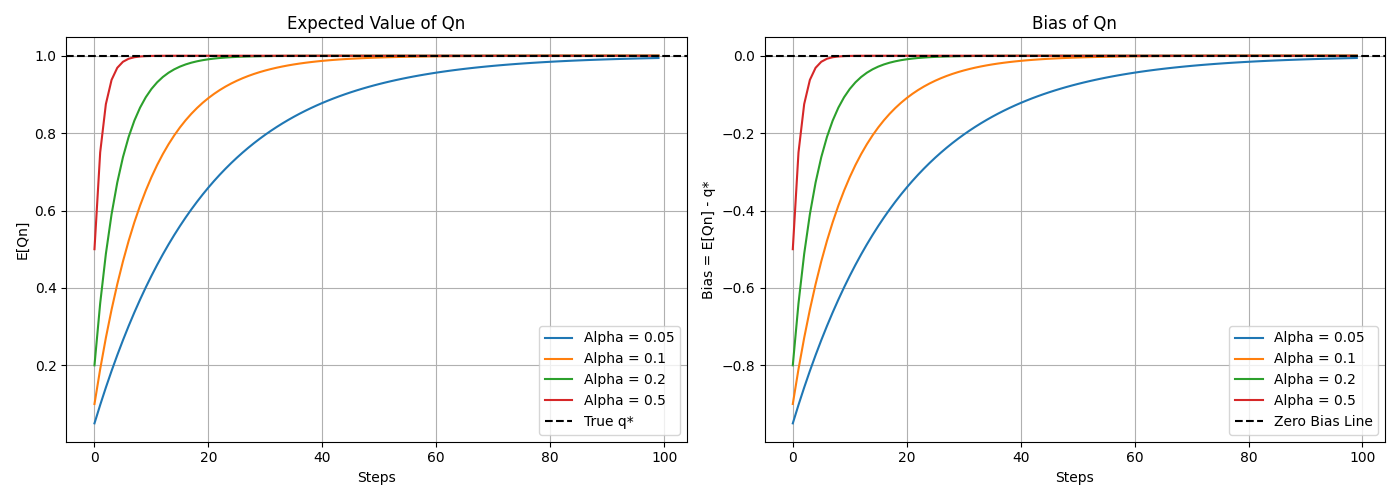 Expected Value of Qn
E[Qn]
1.0
0.8
0.6
0.4
0.2
0
20
40
60
80
100
Steps
Alpha = 0.05
Alpha = 0.1
Alpha = 0.2
Alpha = 0.5
True q*
Bias of Qn
Bias = E[Qn] - q*
0.0
−0.2
−0.4
−0.6
−0.8
0
20
40
60
80
100
Steps
Alpha = 0.05
Alpha = 0.1
Alpha = 0.2
Alpha = 0.5
Zero Bias Line